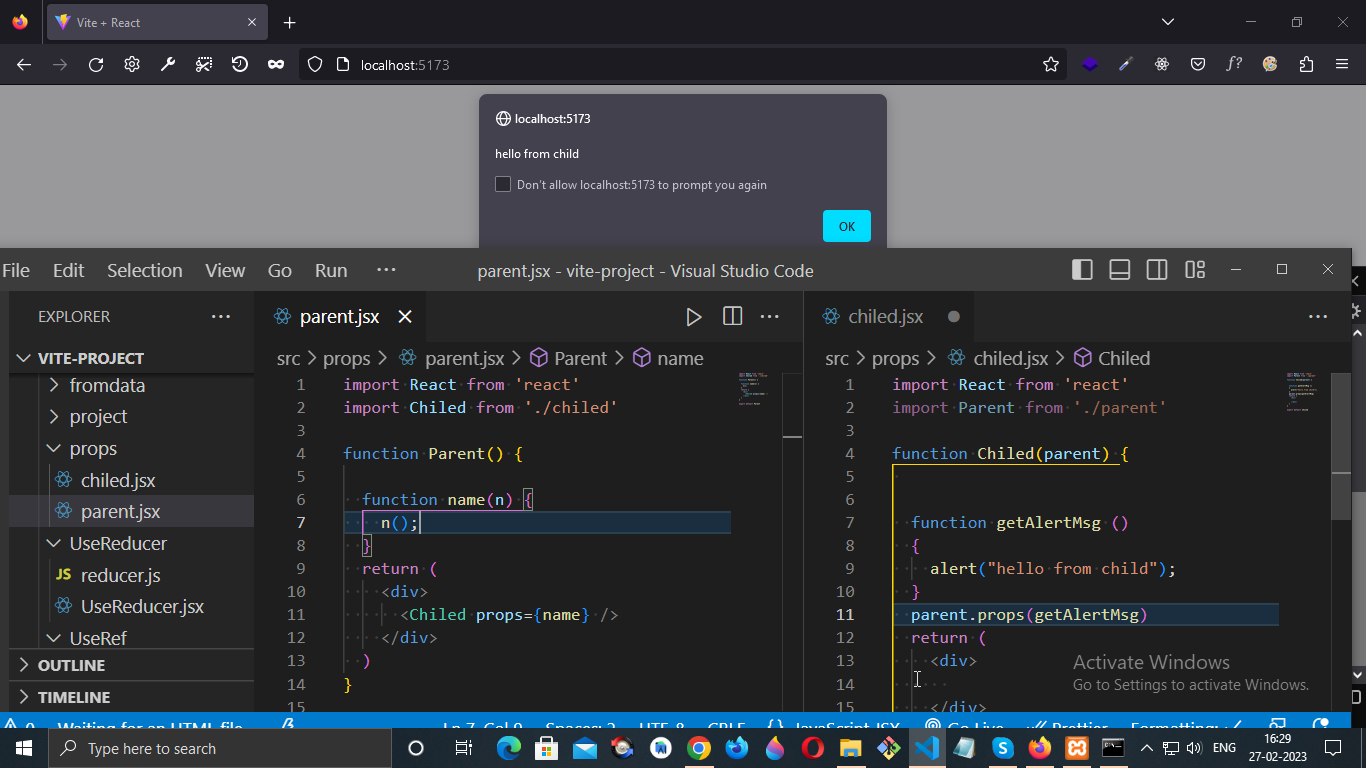 Vite + React
localhost:5173
localhost:5173
hello from child
Don't allow localhost:5173 to prompt you again
OK
File Edit Selection View Go Run ··· parent.jsx - vite-project - Visual Studio Code
EXPLORER ···
VITE-PROJECT
fromdata
project
props
chiled.jsx
parent.jsx
UseReducer
JS reducer.js
UseReducer.jsx
UseRef
OUTLINE
TIMELINE
parent.jsx
src > props > parent.jsx > Parent > name
1 import React from 'react'
2 import Chiled from './chiled'
3
4 function Parent() {
5
6 function name(n) {
7 n();
8 }
9 return (
10 <div>
11 <Chiled props={name} />
12 </div>
13 )
14 }
15
chiled.jsx
src > props > chiled.jsx > Chiled
1 import React from 'react'
2 import Parent from './parent'
3
4 function Chiled(parent) {
5
6
7 function getAlertMsg ()
8 {
9 alert("hello from child");
10 }
11 parent.props(getAlertMsg)
12 return (
13 <div>
14
15 </div>
Activate Windows
Go to Settings to activate Windows.
0 Waiting for an HTML file Ln 7, Col 9 Spaces: 2 UTF-8 CRLF {} JavaScript JSX Go Live Prettier Formatting: ✓
Type here to search
ENG
16:29
27-02-2023